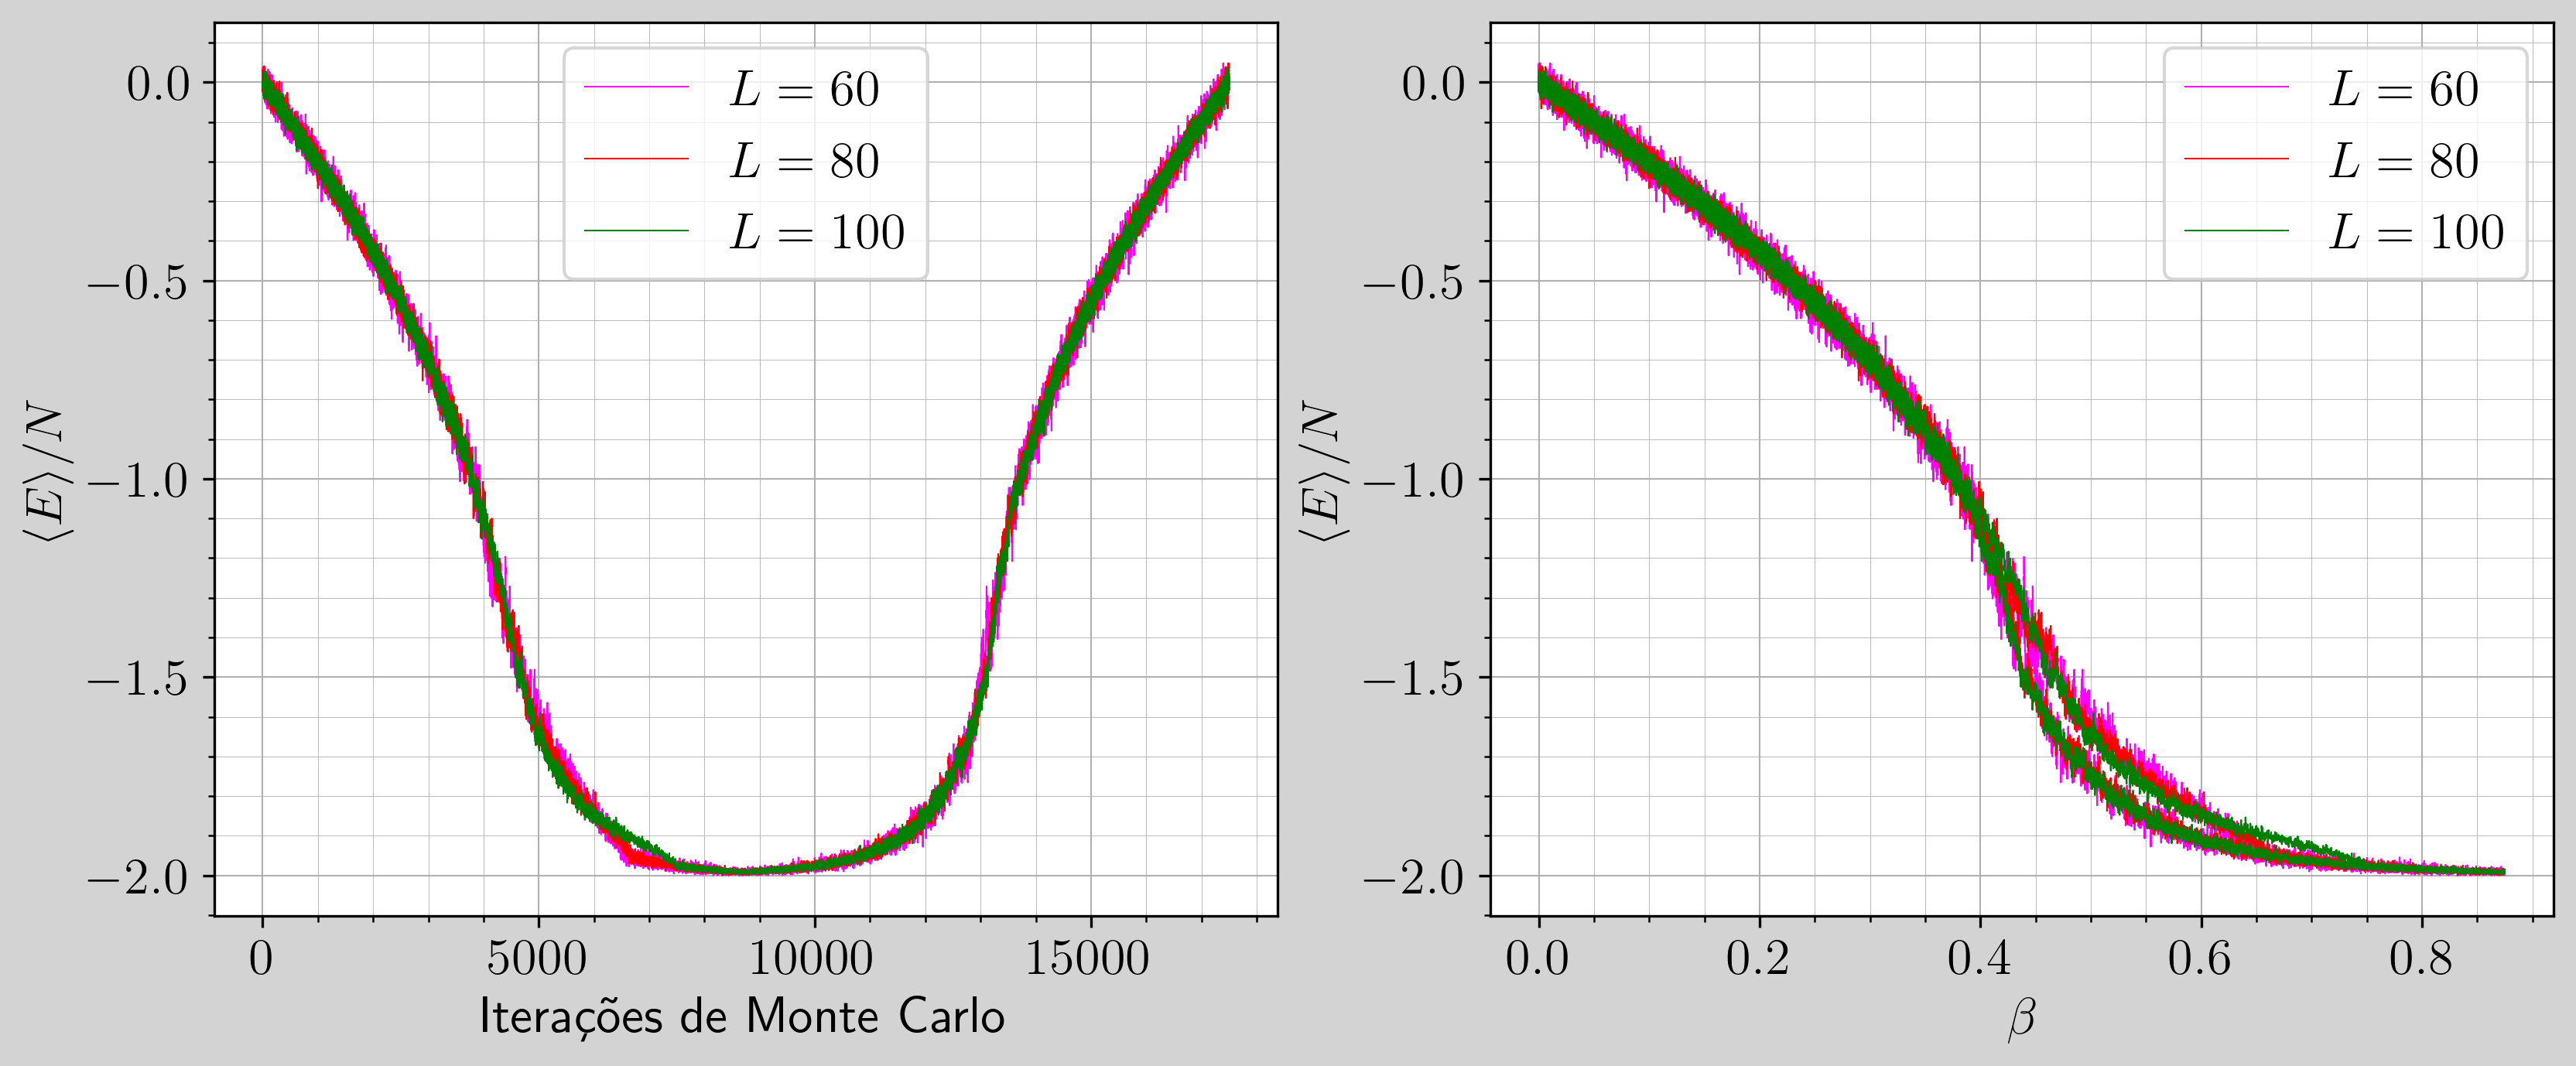 ⟨E⟩/N
0.0
−0.5
−1.0
−1.5
−2.0
L = 60
L = 80
L = 100
0 5000 10000 15000
Iterações de Monte Carlo
⟨E⟩/N
0.0
−0.5
−1.0
−1.5
−2.0
L = 60
L = 80
L = 100
0.0 0.2 0.4 0.6 0.8
β